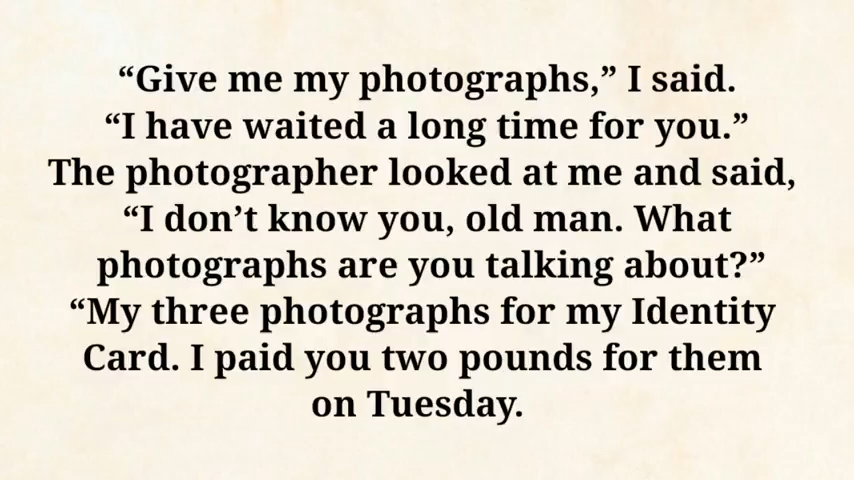 “Give me my photographs,” I said.
“I have waited a long time for you.”
The photographer looked at me and said,
“I don’t know you, old man. What
photographs are you talking about?”
“My three photographs for my Identity
Card. I paid you two pounds for them
on Tuesday.